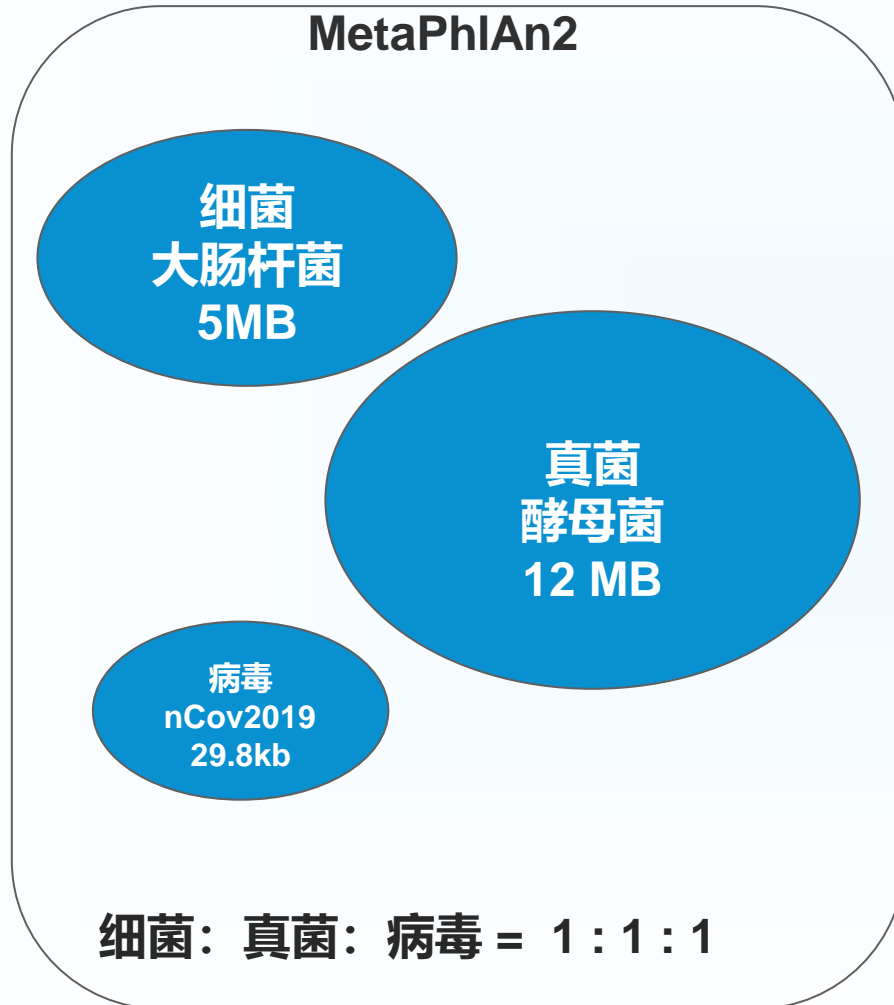 MetaPhlAn2
细菌
大肠杆菌
5MB
真菌
酵母菌
12 MB
病毒
nCov2019
29.8kb
细菌：真菌：病毒 = 1 : 1 : 1